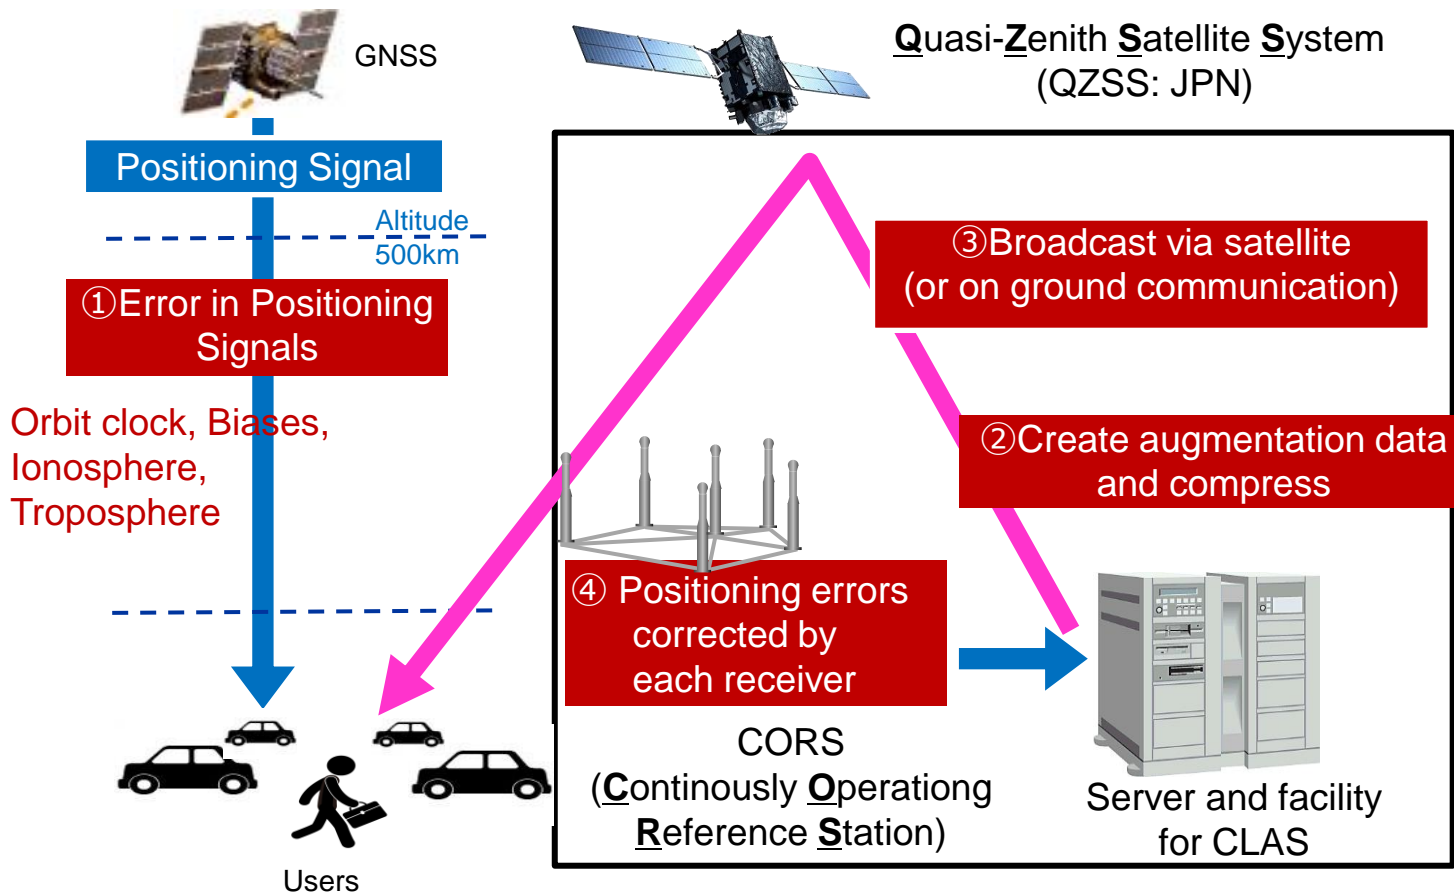 GNSS
Quasi-Zenith Satellite System
(QZSS: JPN)
Positioning Signal
Altitude
500km
①Error in Positioning
Signals
Orbit clock, Biases,
Ionosphere,
Troposphere
③Broadcast via satellite
(or on ground communication)
②Create augmentation data
and compress
④ Positioning errors
corrected by
each receiver
CORS
(Continously Operationg
Reference Station)
Server and facility
for CLAS
Users